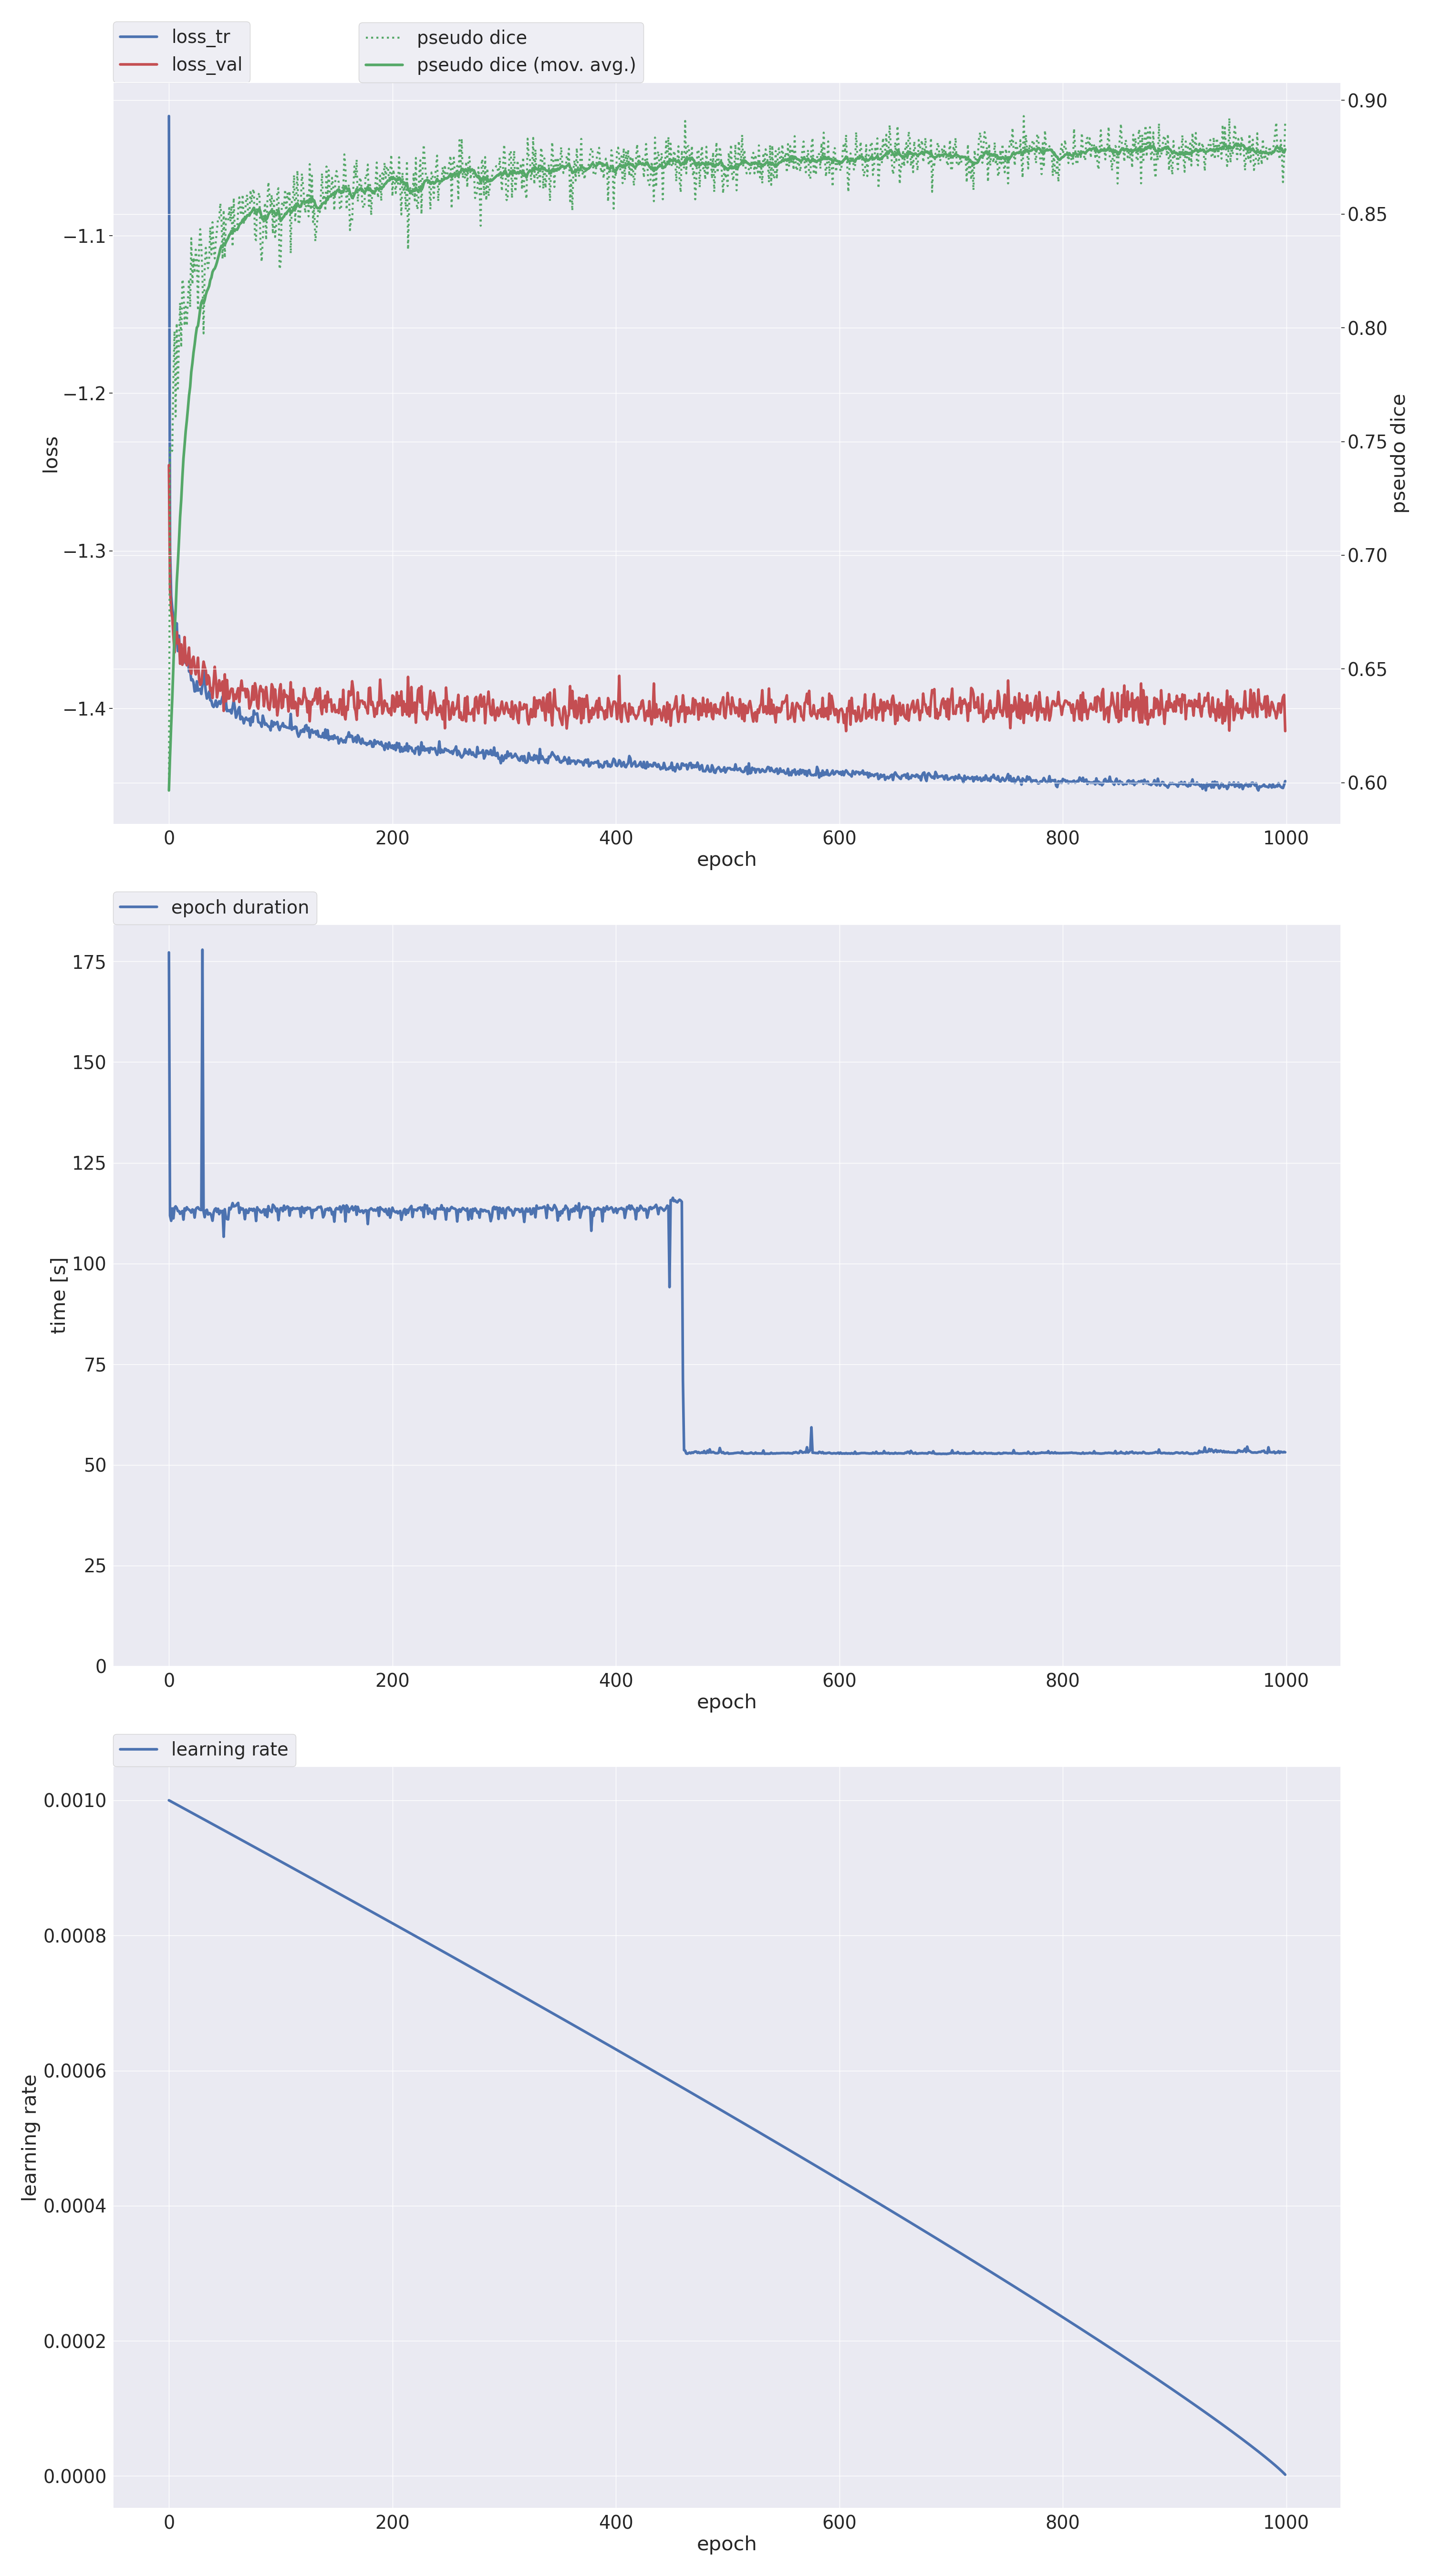 loss_tr
loss_val
pseudo dice
pseudo dice (mov. avg.)
0.90
0.85
−1.1
0.80
−1.2
0.75
loss
pseudo dice
−1.3
0.70
0.65
−1.4
0.60
0 200 400 600 800 1000
epoch
epoch duration
175
150
125
100
time [s]
75
50
25
0
0 200 400 600 800 1000
epoch
learning rate
0.0010
0.0008
0.0006
learning rate
0.0004
0.0002
0.0000
0 200 400 600 800 1000
epoch